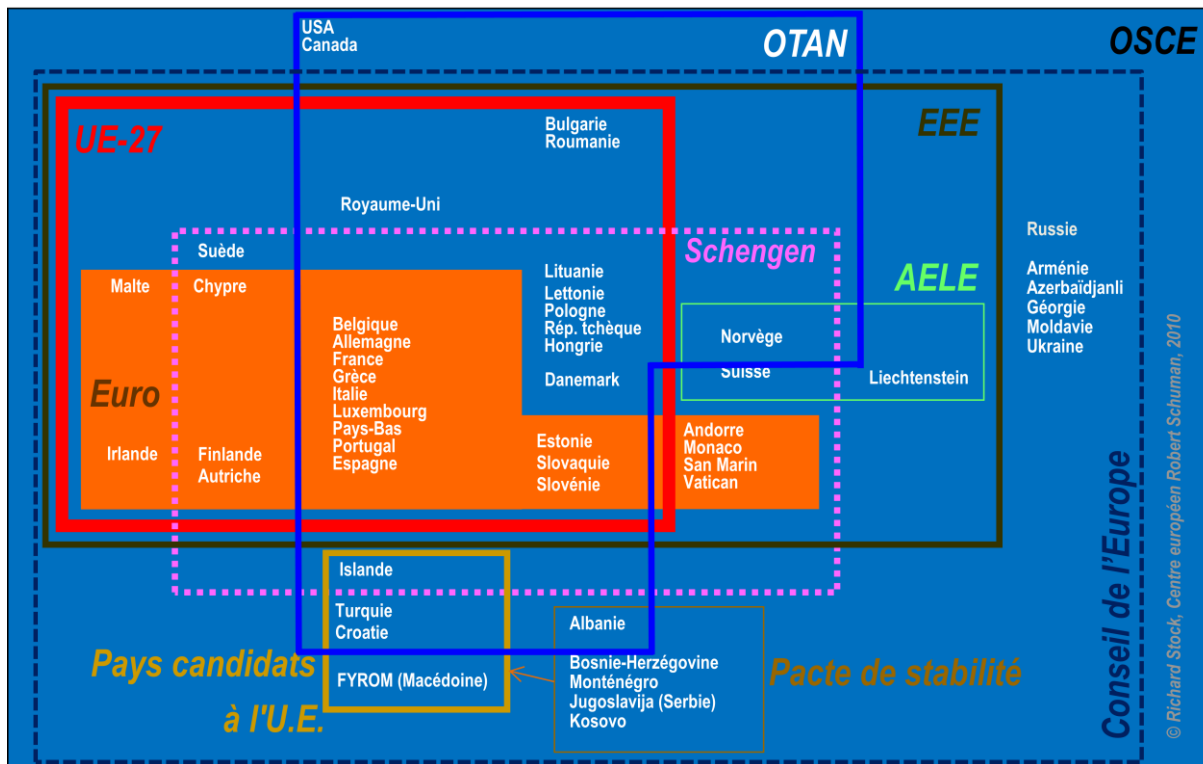 USA
Canada
OTAN
OSCE
UE-27
Bulgarie
Roumanie
EEE
Royaume-Uni
Suède
Schengen
Russie
Malte
Chypre
Lituanie
Lettonie
Pologne
Rép. tchèque
Hongrie
Danemark
AELE
Arménie
Azerbaïdjanli
Géorgie
Moldavie
Ukraine
Belgique
Allemagne
France
Grèce
Italie
Luxembourg
Pays-Bas
Portugal
Espagne
Norvège
Suisse
Liechtenstein
Euro
Irlande
Finlande
Autriche
Estonie
Slovaquie
Slovénie
Andorre
Monaco
San Marin
Vatican
Islande
Turquie
Croatie
FYROM (Macédoine)
Pays candidats
à l'U.E.
Albanie
Bosnie-Herzégovine
Monténégro
Jugoslavija (Serbie)
Kosovo
Pacte de stabilité
Conseil de l'Europe
© Richard Stock, Centre européen Robert Schuman, 2010